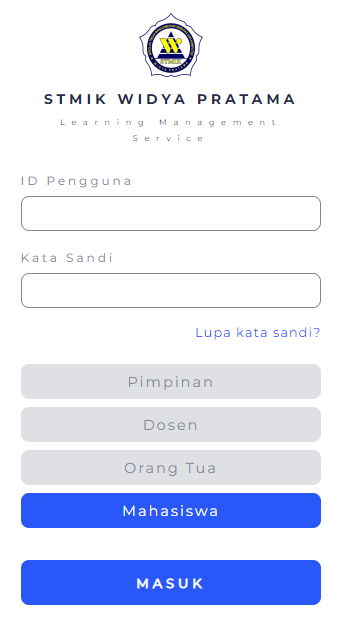 STMIK
STMIK WIDYA PRATAMA
Learning Management
Service
ID Pengguna
Kata Sandi
Lupa kata sandi?
Pimpinan
Dosen
Orang Tua
Mahasiswa
MASUK